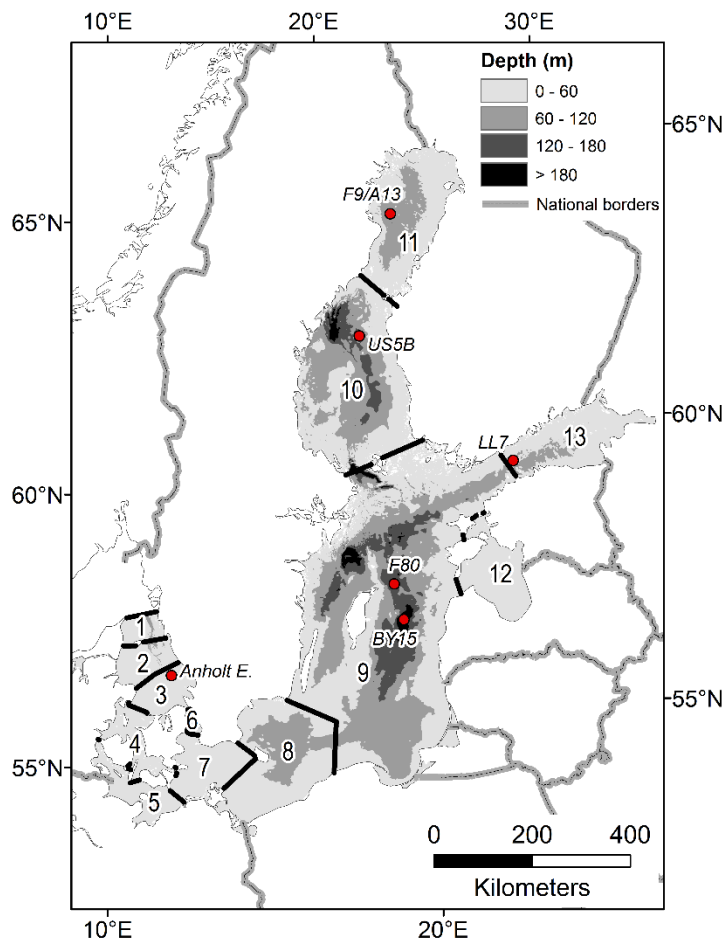 10°E
20°E
30°E
Depth (m)
0 - 60
60 - 120
120 - 180
> 180
National borders
65°N
65°N
F9/A13
11
US5B
10
60°N
13
LL7
60°N
F80
12
1
BY15
2
Anholt E.
9
3
55°N
6
4
8
55°N
7
5
0
200
400
Kilometers
10°E
20°E